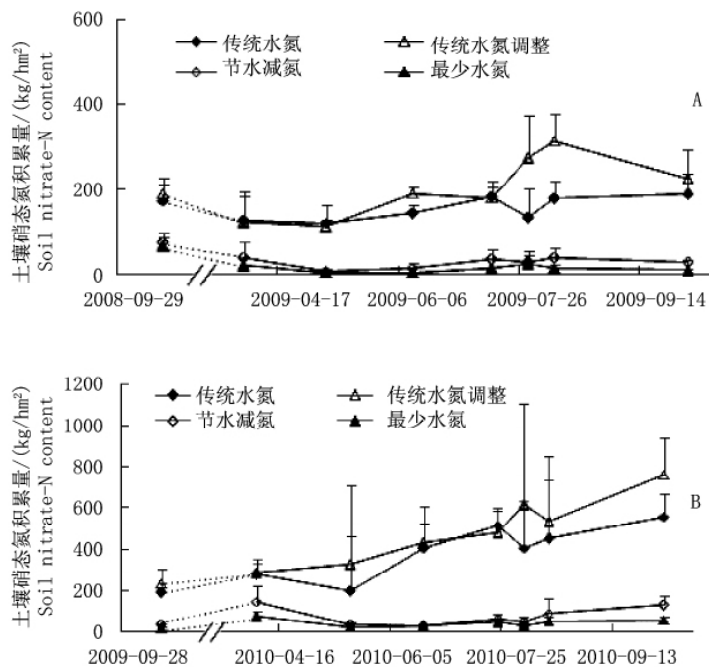 600
传统水氮
传统水氮调整
节水减氮
最少水氮
A
400
200
0
土壤硝态氮积累量/(kg/hm²)
Soil nitrate-N content
2008-09-29
2009-04-17
2009-06-06
2009-07-26
2009-09-14
1200
传统水氮
传统水氮调整
节水减氮
最少水氮
1000
800
600
B
400
200
0
土壤硝态氮积累量/(kg/hm²)
Soil nitrate-N content
2009-09-28
2010-04-16
2010-06-05
2010-07-25
2010-09-13